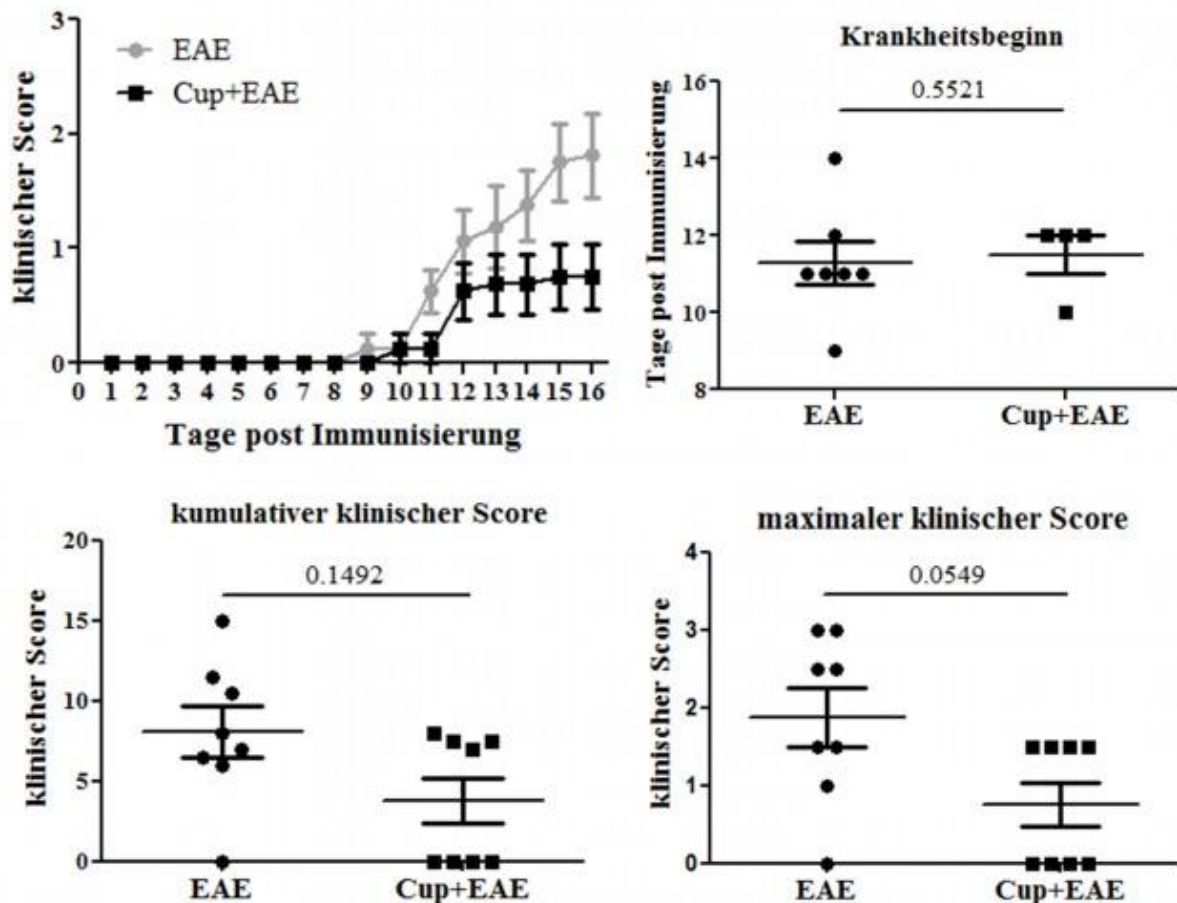 3
2
1
0
klinischer Score
EAE
Cup+EAE
0 1 2 3 4 5 6 7 8 9 10 11 12 13 14 15 16
Tage post Immunisierung
Krankheitsbeginn
0.5521
16
14
12
10
8
Tage post Immunisierung
EAE Cup+EAE
kumulativer klinischer Score
0.1492
20
15
10
5
0
klinischer Score
EAE Cup+EAE
maximaler klinischer Score
0.0549
4
3
2
1
0
klinischer Score
EAE Cup+EAE